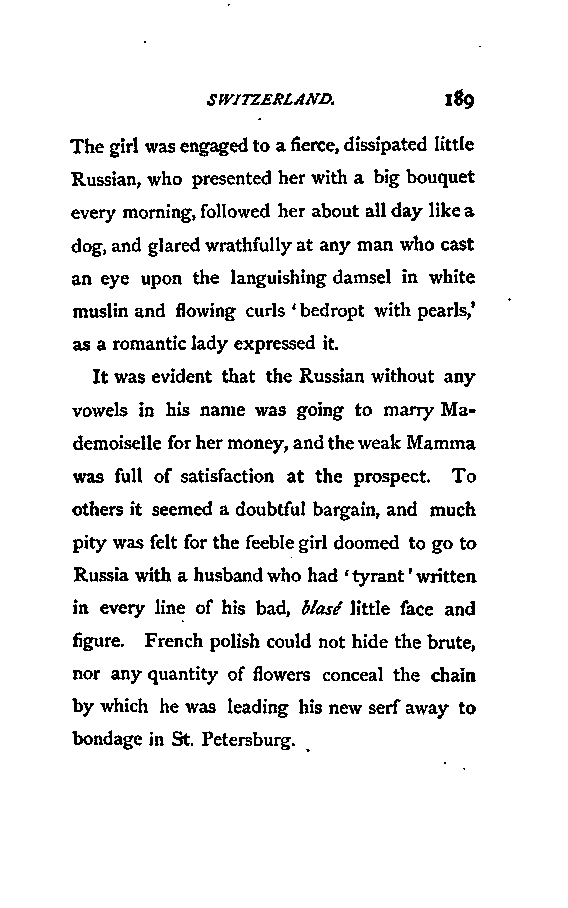 SWITZERLAND. 189
The girl was engaged to a fierce, dissipated little
Russian, who presented her with a big bouquet
every morning, followed her about all day like a
dog, and glared wrathfully at any man who cast
an eye upon the languishing damsel in white
muslin and flowing curls ‘bedropt with pearls,’
as a romantic lady expressed it.
It was evident that the Russian without any
vowels in his name was going to marry Ma-
demoiselle for her money, and the weak Mamma
was full of satisfaction at the prospect. To
others it seemed a doubtful bargain, and much
pity was felt for the feeble girl doomed to go to
Russia with a husband who had ‘tyrant’ written
in every line of his bad, blasé little face and
figure. French polish could not hide the brute,
nor any quantity of flowers conceal the chain
by which he was leading his new serf away to
bondage in St. Petersburg.